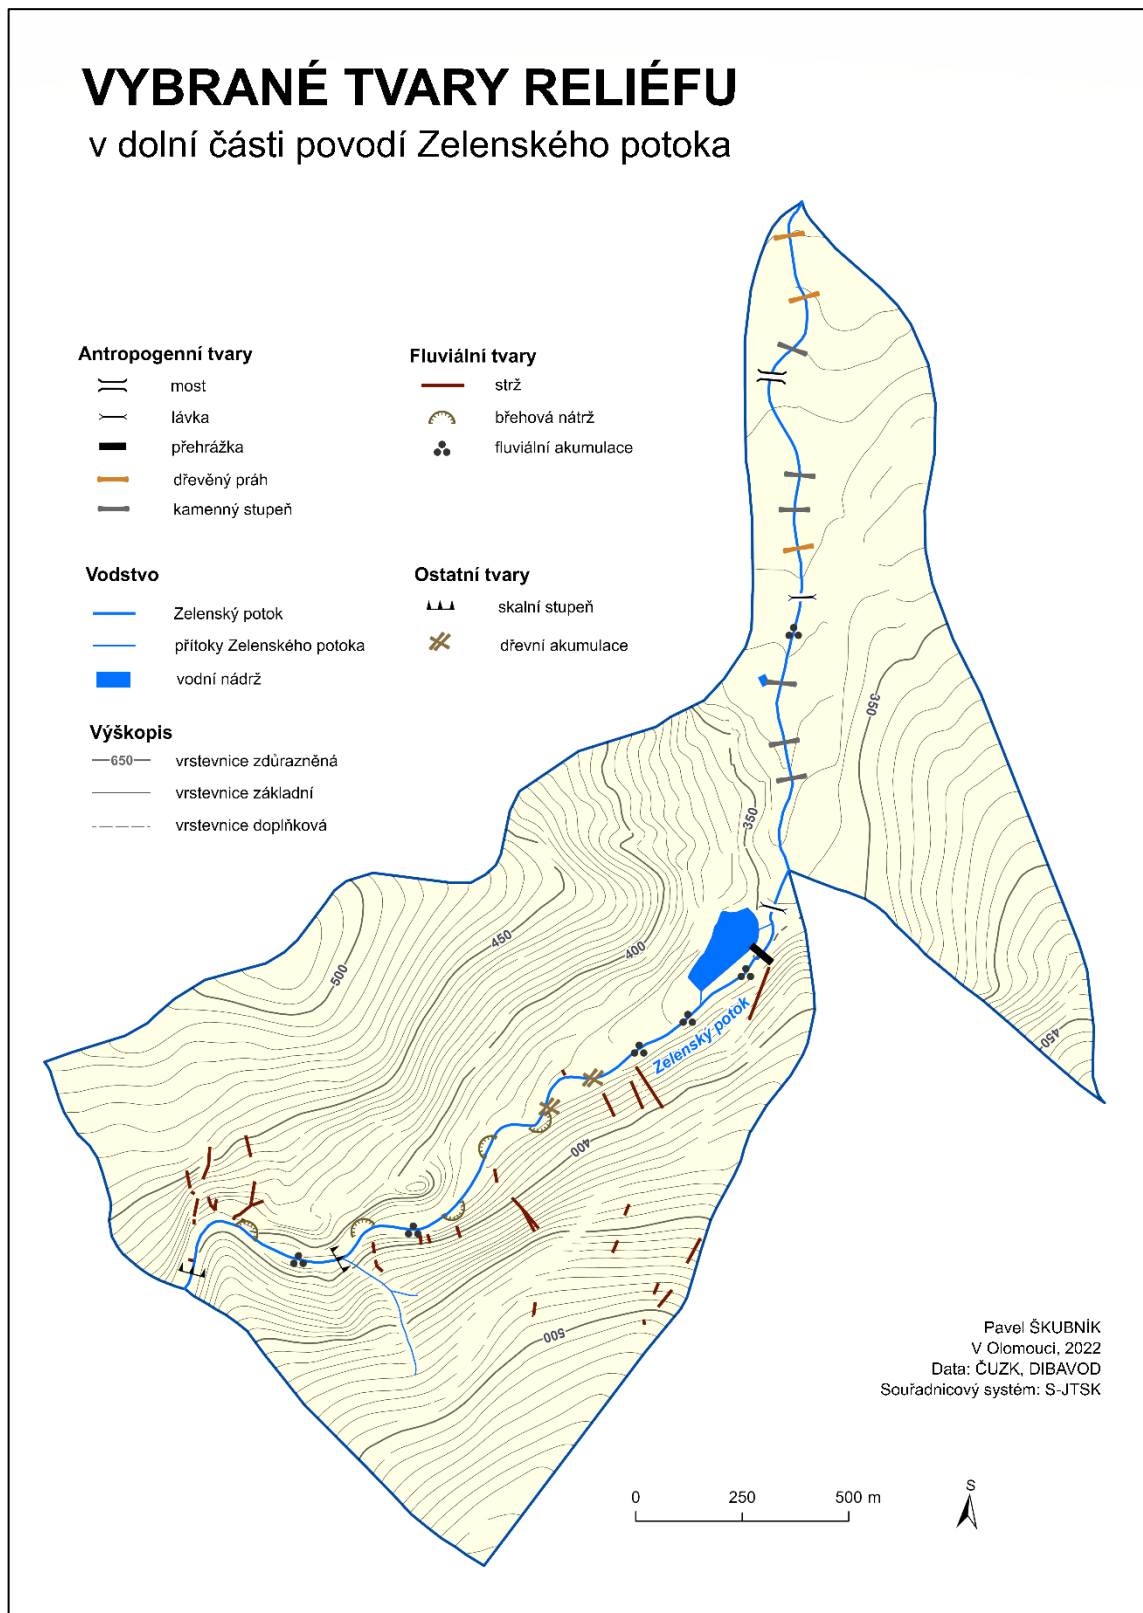 VYBRANÉ TVARY RELIÉFU
v dolní části povodí Zelenského potoka
Antropogenní tvary
most
lávka
přehrážka
dřevěný práh
kamenný stupeň
Fluviální tvary
strž
břehová nátrž
fluviální akumulace
Vodstvo
Zelenský potok
přítoky Zelenského potoka
vodní nádrž
Ostatní tvary
skalní stupeň
dřevní akumulace
Výškopis
650
vrstevnice zdůrazněná
vrstevnice základní
vrstevnice doplňková
350
350
450
400
500
Zelenský potok
450
400
500
Pavel ŠKUBNÍK
V Olomouci, 2022
Data: ČUZK, DIBAVOD
Souřadnicový systém: S-JTSK
0 250 500 m
S